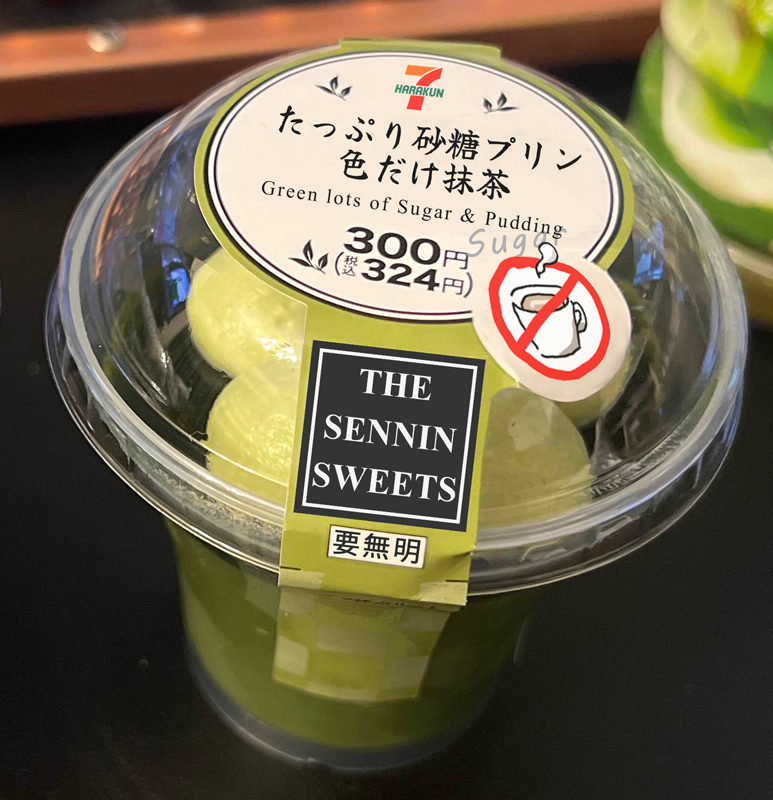 7
HARAKUN
たっぷり砂糖プリン
色だけ抹茶
Green lots of Sugar & Pudding
Sugar
300円
(税込324円)
THE
SENNIN
SWEETS
要無明